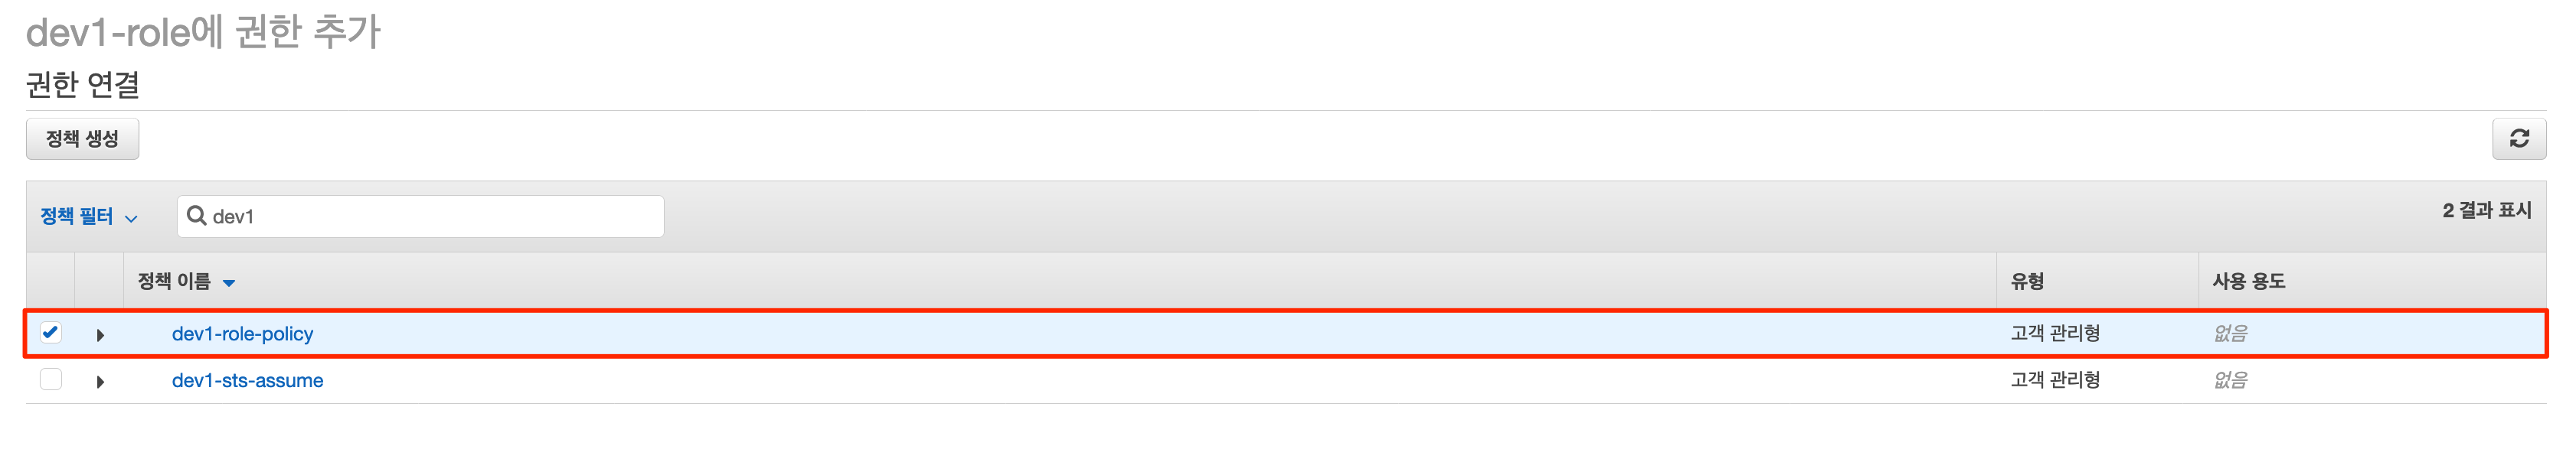 dev1-role에 권한 추가
권한 연결
정책 생성
정책 필터 dev1 2 결과 표시
정책 이름 유형 사용 용도
dev1-role-policy 고객 관리형 없음
dev1-sts-assume 고객 관리형 없음